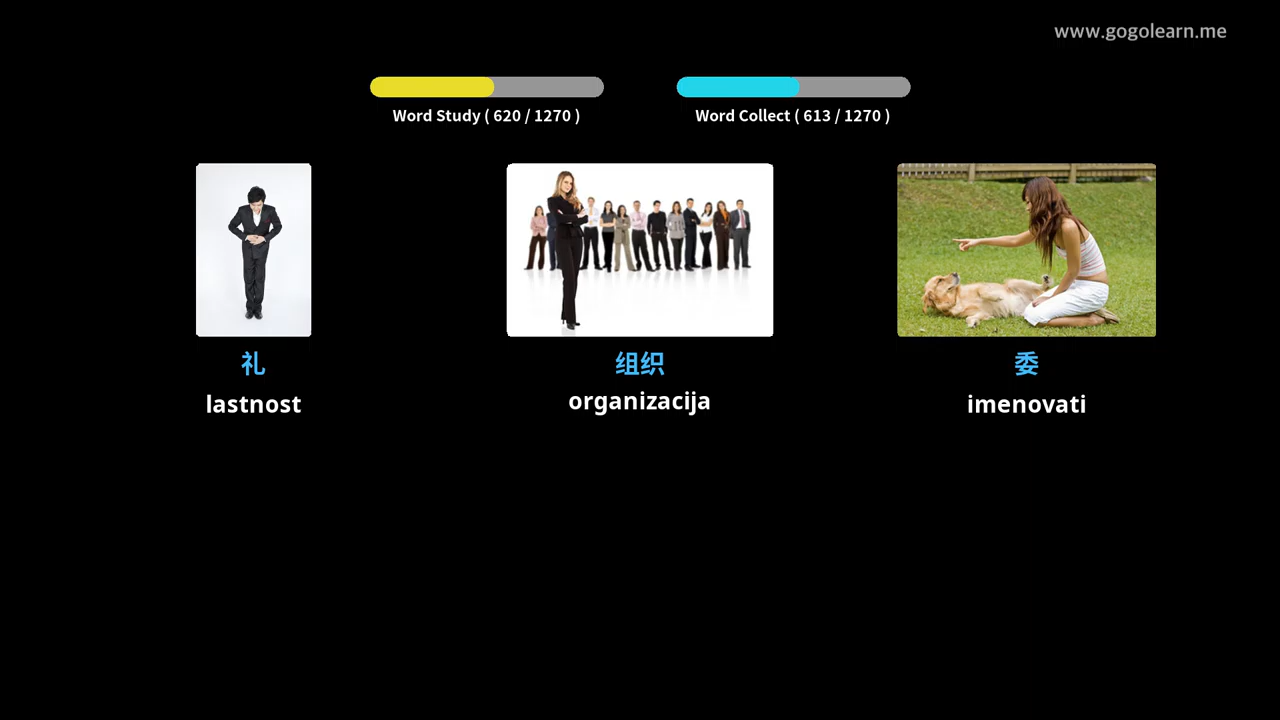 www.gogolearn.me
Word Study ( 620 / 1270 )
Word Collect ( 613 / 1270 )
礼
组织
委
lastnost
organizacija
imenovati